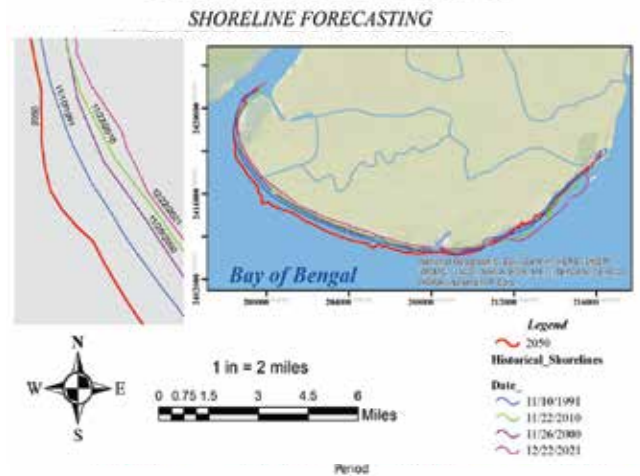 SHORELINE FORECASTING
2050
11/10/1991
11/22/2010
11/26/2000
12/22/2021
Bay of Bengal
N
W E
S
1 in = 2 miles
0 0.75 1.5 3 4.5 6
Miles
Legend
2050
Historical_Shorelines
Date_
11/10/1991
11/22/2010
11/26/2000
12/22/2021
Period